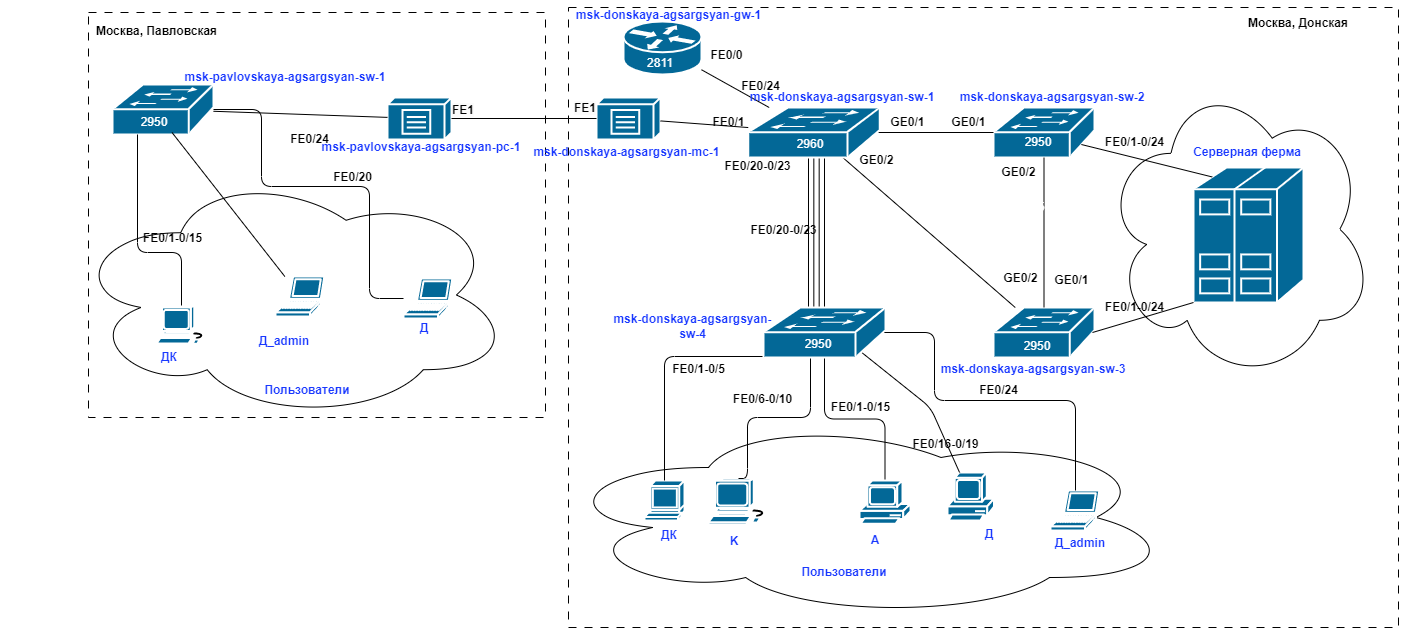 Москва, Павловская
msk-pavlovskaya-agsargsyan-sw-1
2950
FE0/24
FE1
msk-pavlovskaya-agsargsyan-pc-1
FE0/20
FE0/1-0/15
ДК
Д_admin
Д
Пользователи
msk-donskaya-agsargsyan-gw-1
Москва, Донская
2811
FE0/0
FE0/24
msk-donskaya-agsargsyan-sw-1
msk-donskaya-agsargsyan-sw-2
FE1
FE0/1
GE0/1
GE0/1
msk-donskaya-agsargsyan-mc-1
2960
2950
FE0/1-0/24
Серверная ферма
FE0/20-0/23
GE0/2
GE0/2
FE0/20-0/23
GE0/2
GE0/1
FE0/1-0/24
msk-donskaya-agsargsyan-
sw-4
2950
2950
msk-donskaya-agsargsyan-sw-3
FE0/1-0/5
FE0/6-0/10
FE0/1-0/15
FE0/24
FE0/16-0/19
ДК
К
А
Д
Д_admin
Пользователи